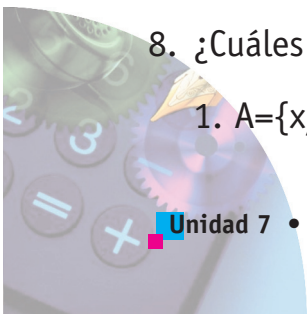 8. ¿Cuáles
1. A={x/
Unidad 7 •